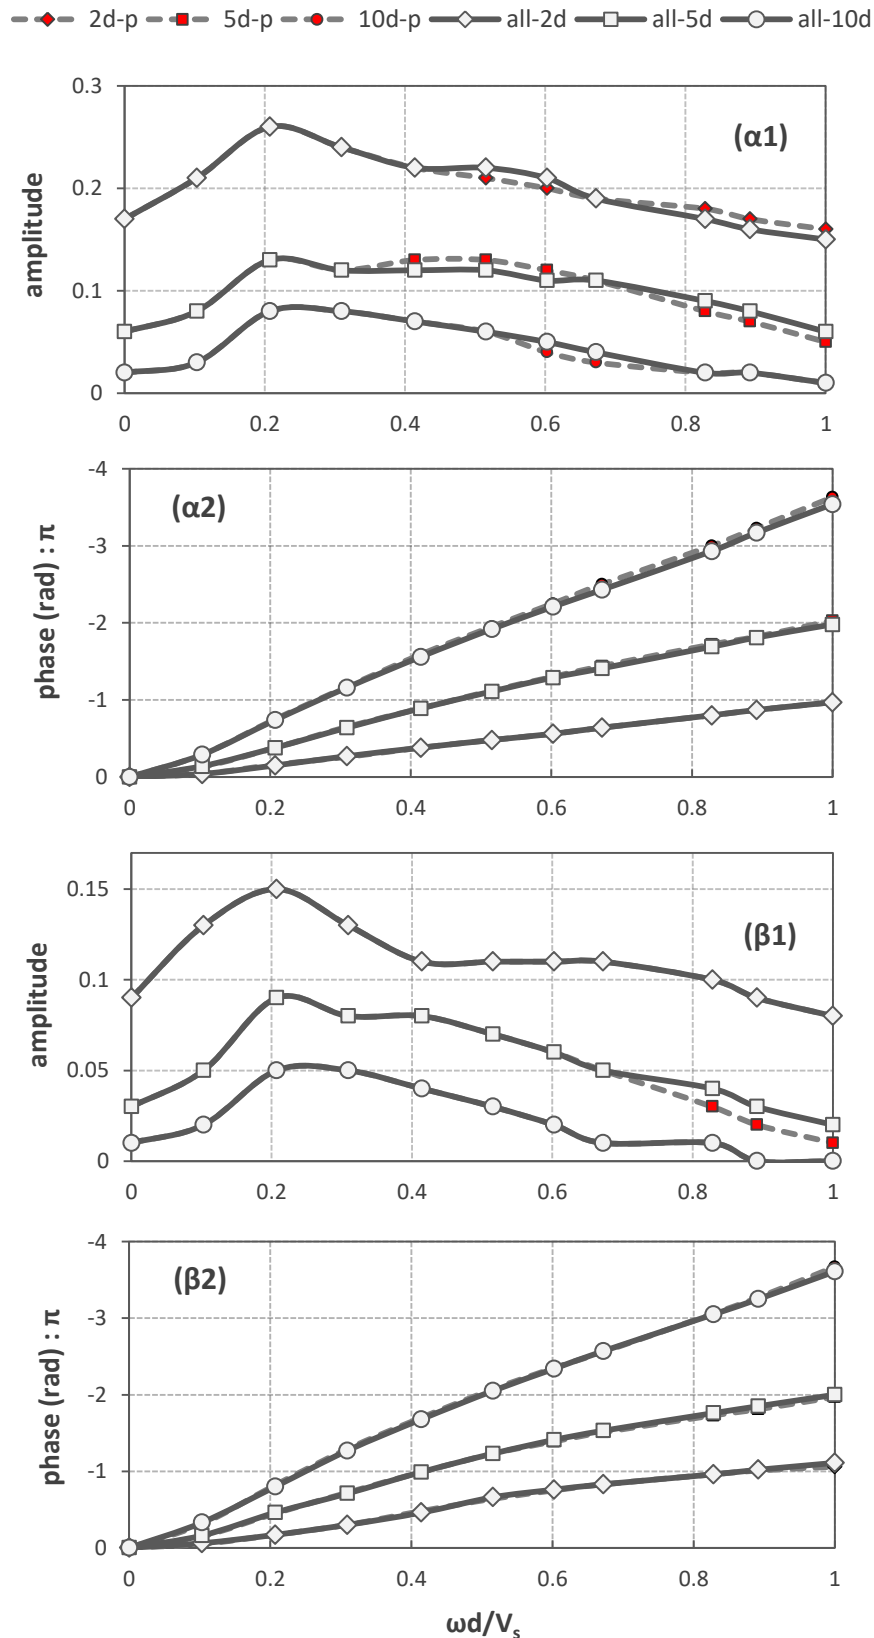 2d-p 5d-p 10d-p all-2d all-5d all-10d
0.3
(α1)
0.2
amplitude
0.1
0
0 0.2 0.4 0.6 0.8 1
-4
(α2)
-3
phase (rad) : π
-2
-1
0
0 0.2 0.4 0.6 0.8 1
0.15
(β1)
amplitude
0.1
0.05
0
0 0.2 0.4 0.6 0.8 1
-4
(β2)
-3
phase (rad) : π
-2
-1
0
0 0.2 0.4 0.6 0.8 1
ωd/Vs